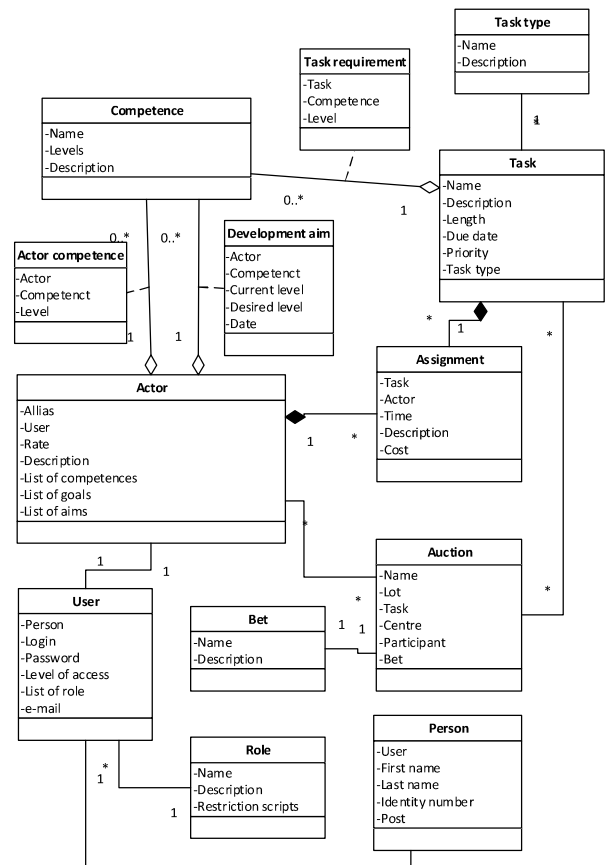 Task type
-Name
-Description
1
*
Task requirement
-Task
-Competence
-Level
Competence
-Name
-Levels
-Description
0..*
1
Task
-Name
-Description
-Length
-Due date
-Priority
-Task type
0..*
0..*
Actor competence
-Actor
-Competenct
-Level
Development aim
-Actor
-Competenct
-Current level
-Desired level
-Date
1
1
*
1
*
Assignment
-Task
-Actor
-Time
-Description
-Cost
Actor
-Allias
-User
-Rate
-Description
-List of competences
-List of goals
-List of aims
1
*
*
*
*
1
1
Auction
-Name
-Lot
-Task
-Centre
-Participant
-Bet
User
-Person
-Login
-Password
-Level of access
-List of role
-e-mail
Bet
-Name
-Description
1
1
*
1
1
Role
-Name
-Description
-Restriction scripts
Person
-User
-First name
-Last name
-Identity number
-Post